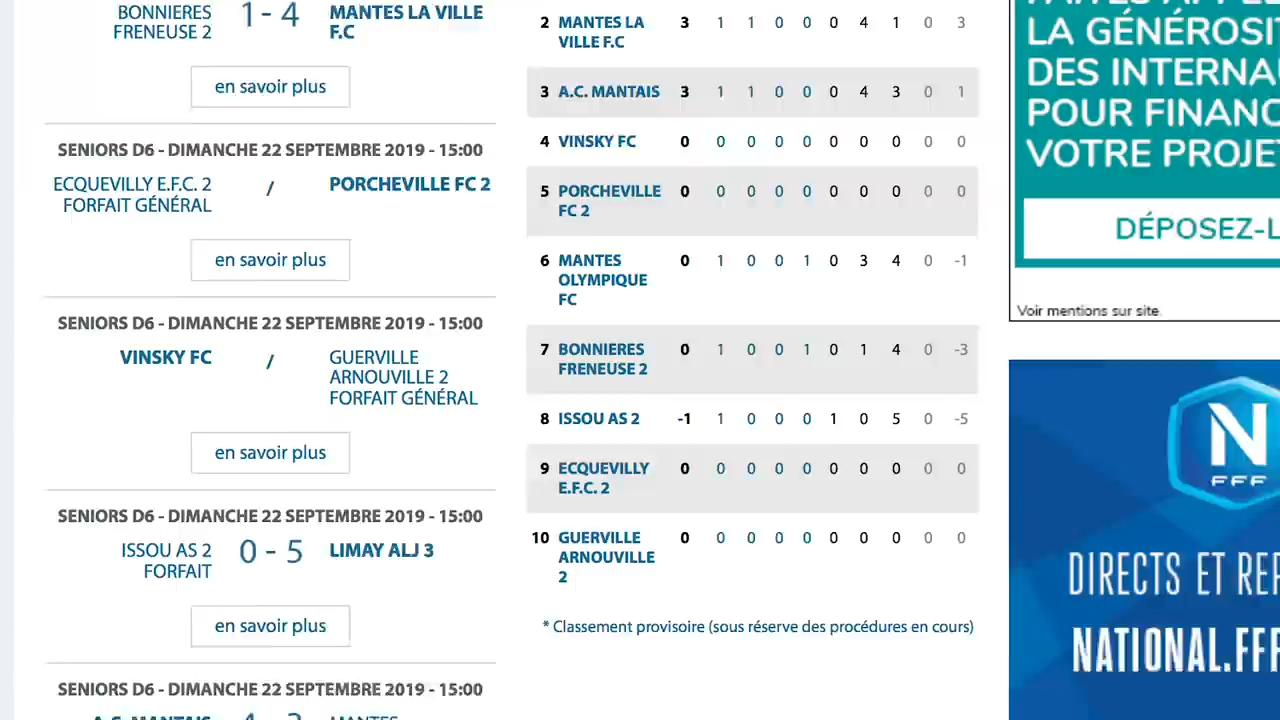 BONNIERES
FRENEUSE 2
1 - 4
MANTES LA VILLE
F.C
en savoir plus
SENIORS D6 - DIMANCHE 22 SEPTEMBRE 2019 - 15:00
ECQUEVILLY E.F.C. 2
FORFAIT GÉNÉRAL
/
PORCHEVILLE FC 2
en savoir plus
SENIORS D6 - DIMANCHE 22 SEPTEMBRE 2019 - 15:00
VINSKY FC
/
GUERVILLE
ARNOUVILLE 2
FORFAIT GÉNÉRAL
en savoir plus
SENIORS D6 - DIMANCHE 22 SEPTEMBRE 2019 - 15:00
ISSOU AS 2
FORFAIT
0 - 5
LIMAY ALJ 3
en savoir plus
SENIORS D6 - DIMANCHE 22 SEPTEMBRE 2019 - 15:00
A.C. MANTAIS
4 - 3
MANTES
2 MANTES LA 3 1 1 0 0 0 4 1 0 3
VILLE F.C
3 A.C. MANTAIS 3 1 1 0 0 0 4 3 0 1
4 VINSKY FC 0 0 0 0 0 0 0 0 0 0
5 PORCHEVILLE 0 0 0 0 0 0 0 0 0 0
FC 2
6 MANTES 0 1 0 0 1 0 3 4 0 -1
OLYMPIQUE
FC
7 BONNIERES 0 1 0 0 1 0 1 4 0 -3
FRENEUSE 2
8 ISSOU AS 2 -1 1 0 0 0 1 0 5 0 -5
9 ECQUEVILLY 0 0 0 0 0 0 0 0 0 0
E.F.C. 2
10 GUERVILLE 0 0 0 0 0 0 0 0 0 0
ARNOUVILLE
2
* Classement provisoire (sous réserve des procédures en cours)
LA GÉNÉROSIT
DES INTERNAU
POUR FINANC
VOTRE PROJE
DÉPOSEZ-L
Voir mentions sur site.
N
FFF
DIRECTS ET REP
NATIONAL.FFF